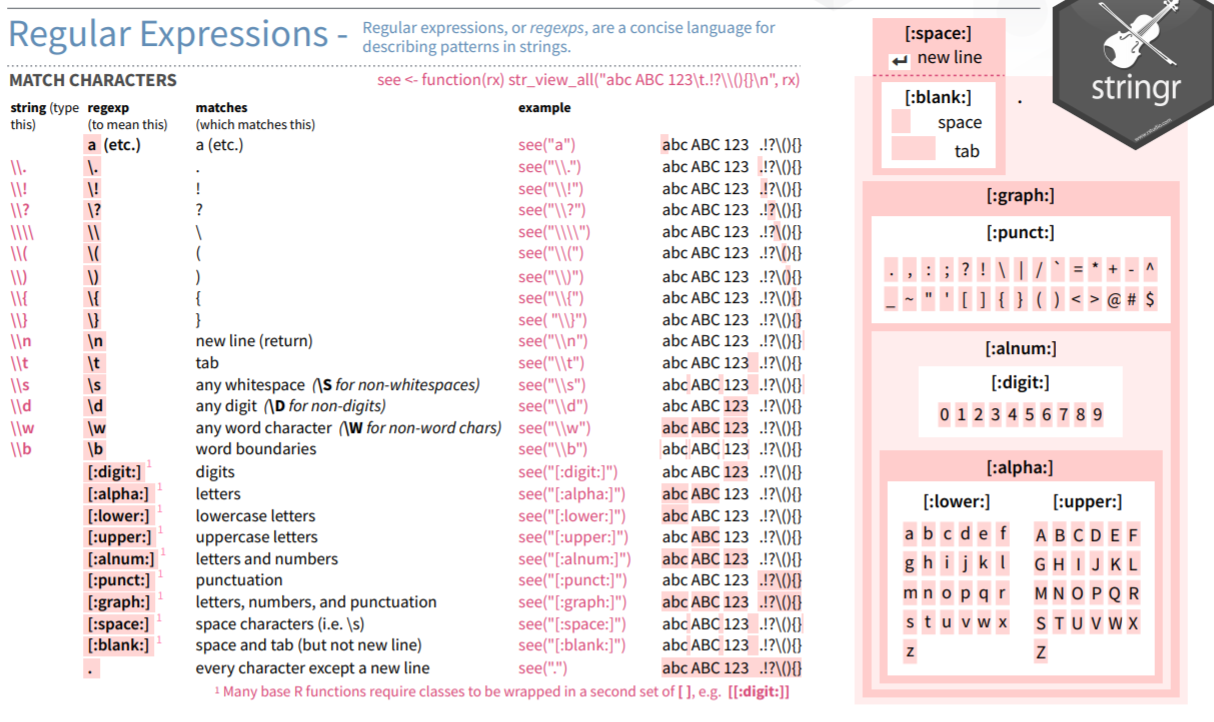 Regular Expressions -
Regular expressions, or regexps, are a concise language for
describing patterns in strings.
MATCH CHARACTERS
see <- function(rx) str_view_all("abc ABC 123\t.!?\\(){}\n", rx)
string (type this) regexp (to mean this) matches (which matches this) example
a (etc.) a (etc.) see("a") abc ABC 123 .!?\(){}
\\. \. . see("\\.") abc ABC 123 .!?\(){}
\\! \! ! see("\\!") abc ABC 123 .!?\(){}
\\? \? ? see("\\?") abc ABC 123 .!?\(){}
\\\\ \\ \ see("\\\\") abc ABC 123 .!?\(){}
\\( \( ( see("\\(") abc ABC 123 .!?\(){}
\\) \) ) see("\\)") abc ABC 123 .!?\(){}
\\{ \{ { see("\\{") abc ABC 123 .!?\(){}
\\} \} } see( "\\}") abc ABC 123 .!?\(){}
\\n \n new line (return) see("\\n") abc ABC 123 .!?\(){}
\\t \t tab see("\\t") abc ABC 123 .!?\(){}
\\s \s any whitespace (\S for non-whitespaces) see("\\s") abc ABC 123 .!?\(){}
\\d \d any digit (\D for non-digits) see("\\d") abc ABC 123 .!?\(){}
\\w \w any word character (\W for non-word chars) see("\\w") abc ABC 123 .!?\(){}
\\b \b word boundaries see("\\b") abc ABC 123 .!?\(){}
[:digit:] 1 digits see("[:digit:]") abc ABC 123 .!?\(){}
[:alpha:] 1 letters see("[:alpha:]") abc ABC 123 .!?\(){}
[:lower:] 1 lowercase letters see("[:lower:]") abc ABC 123 .!?\(){}
[:upper:] 1 uppercase letters see("[:upper:]") abc ABC 123 .!?\(){}
[:alnum:] 1 letters and numbers see("[:alnum:]") abc ABC 123 .!?\(){}
[:punct:] 1 punctuation see("[:punct:]") abc ABC 123 .!?\(){}
[:graph:] 1 letters, numbers, and punctuation see("[:graph:]") abc ABC 123 .!?\(){}
[:space:] 1 space characters (i.e. \s) see("[:space:]") abc ABC 123 .!?\(){}
[:blank:] 1 space and tab (but not new line) see("[:blank:]") abc ABC 123 .!?\(){}
. every character except a new line see(".") abc ABC 123 .!?\(){}
1 Many base R functions require classes to be wrapped in a second set of [ ], e.g. [[:digit:]]
[:space:]
↵ new line
[:blank:]
space
tab
.
stringr
[:graph:]
[:punct:]
. , : ; ? ! \ | / ` = * + - ^
_ ~ " ' [ ] { } ( ) < > @ # $
[:alnum:]
[:digit:]
0 1 2 3 4 5 6 7 8 9
[:alpha:]
[:lower:] [:upper:]
a b c d e f A B C D E F
g h i j k l G H I J K L
m n o p q r M N O P Q R
s t u v w x S T U V W X
z Z